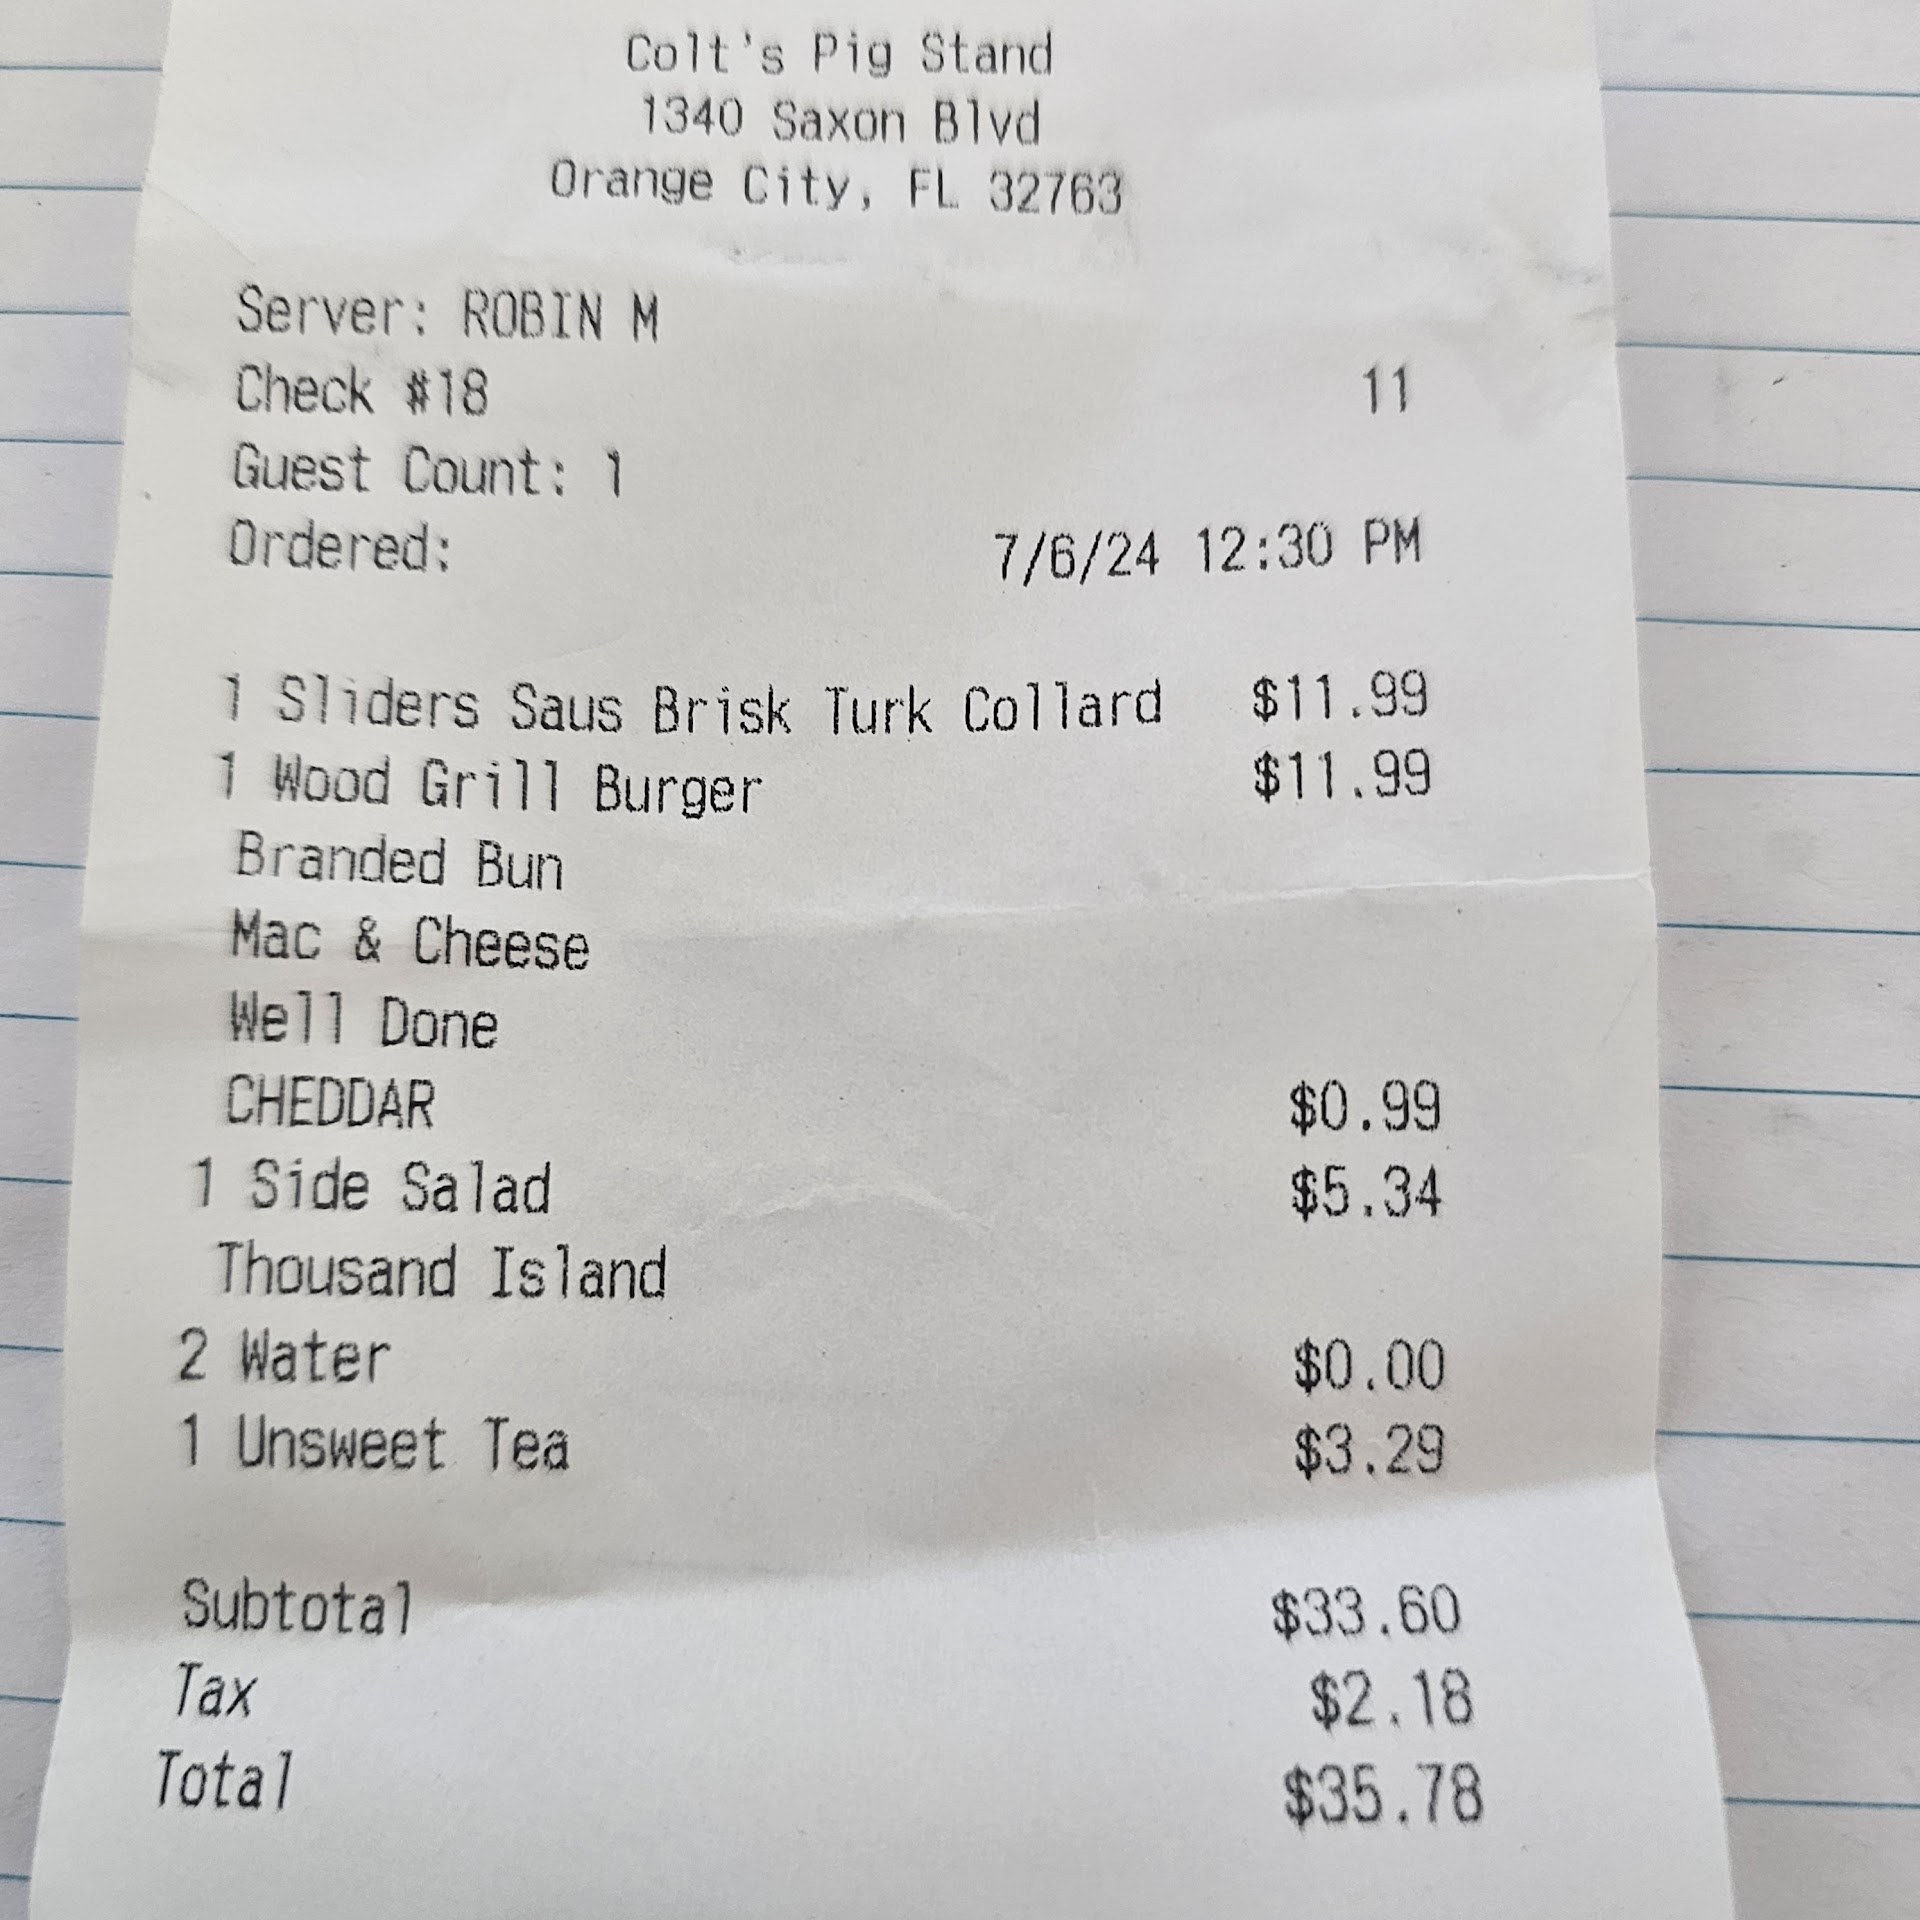 Colt's Pig Stand
1340 Saxon Blvd
Orange City, FL 32763
Server: ROBIN M
Check #18 11
Guest Count: 1
Ordered: 7/6/24 12:30 PM
1 Sliders Saus Brisk Turk Collard $11.99
1 Wood Grill Burger $11.99
Branded Bun
Mac & Cheese
Well Done
CHEDDAR $0.99
1 Side Salad $5.34
Thousand Island
2 Water $0.00
1 Unsweet Tea $3.29
Subtotal $33.60
Tax $2.18
Total $35.78